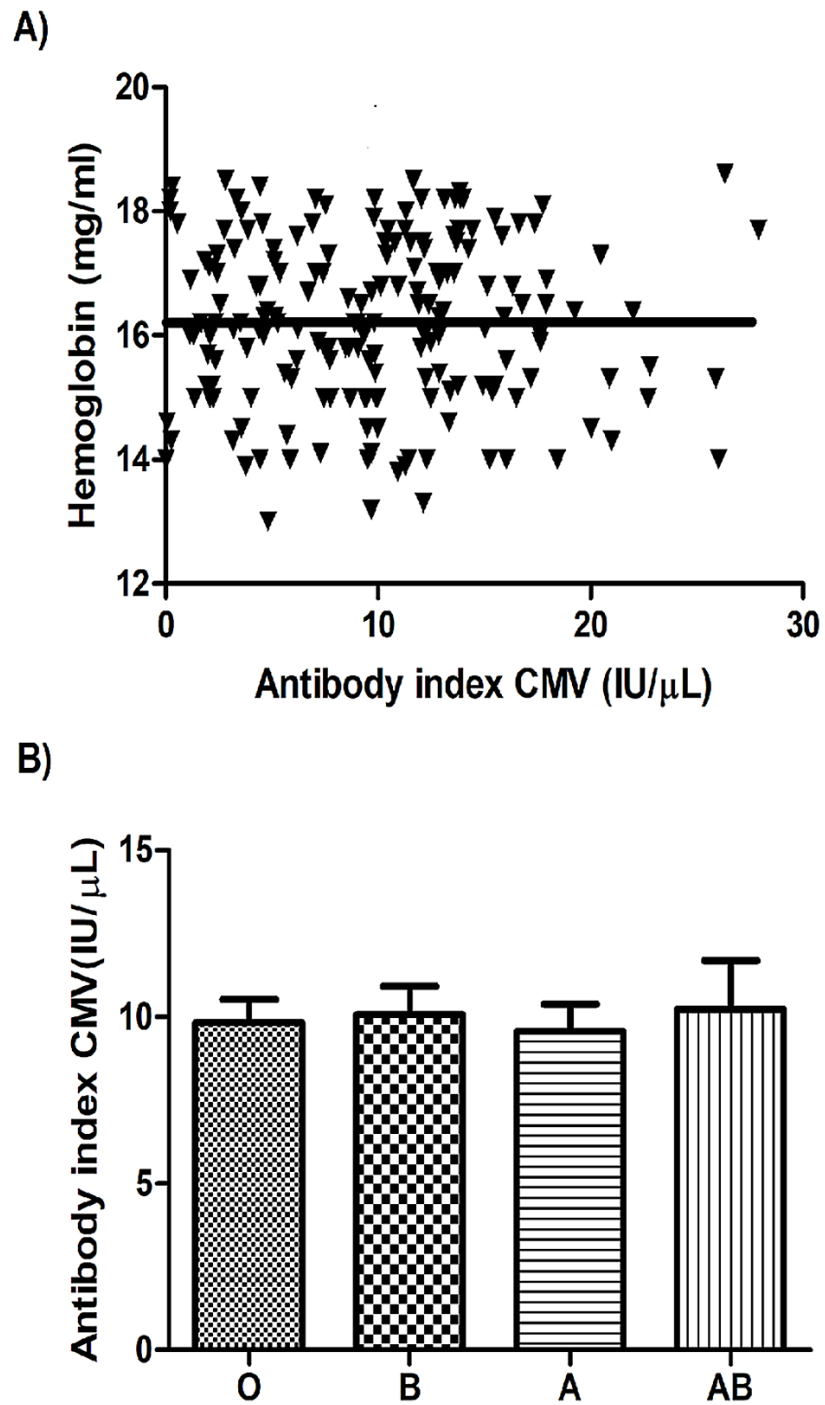 A)
20
18
16
14
12
Hemoglobin (mg/ml)
0 10 20 30
Antibody index CMV (IU/μL)
B)
15
10
5
0
Antibody index CMV(IU/μL)
O B A AB